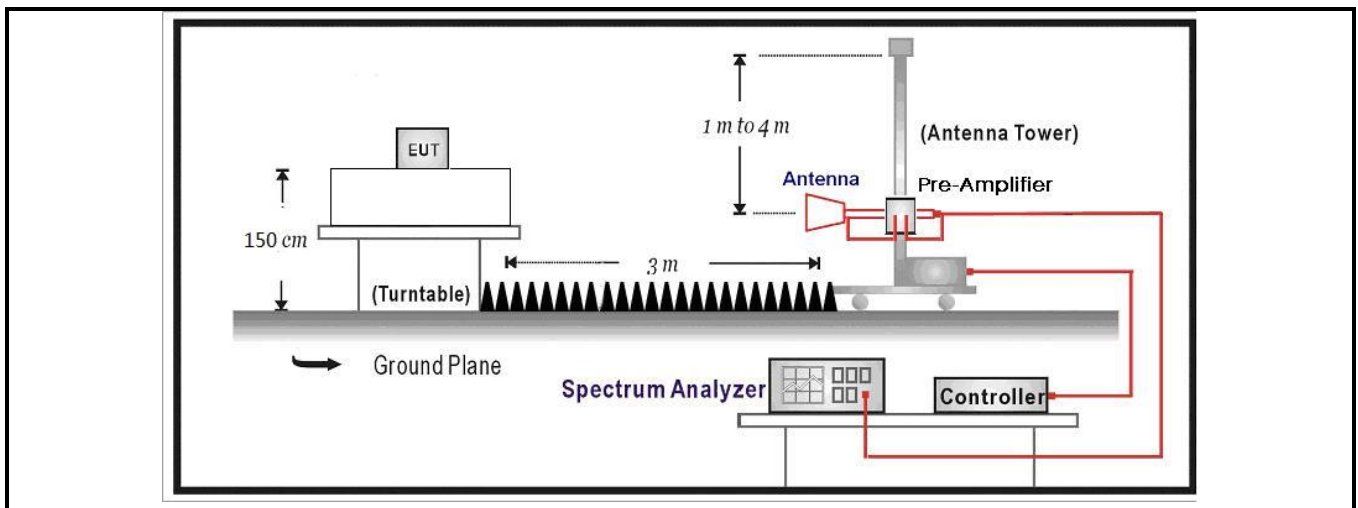 EUT
150 cm
(Turntable)
3 m
1 m to 4 m
(Antenna Tower)
Antenna
Pre-Amplifier
Ground Plane
Spectrum Analyzer
Controller